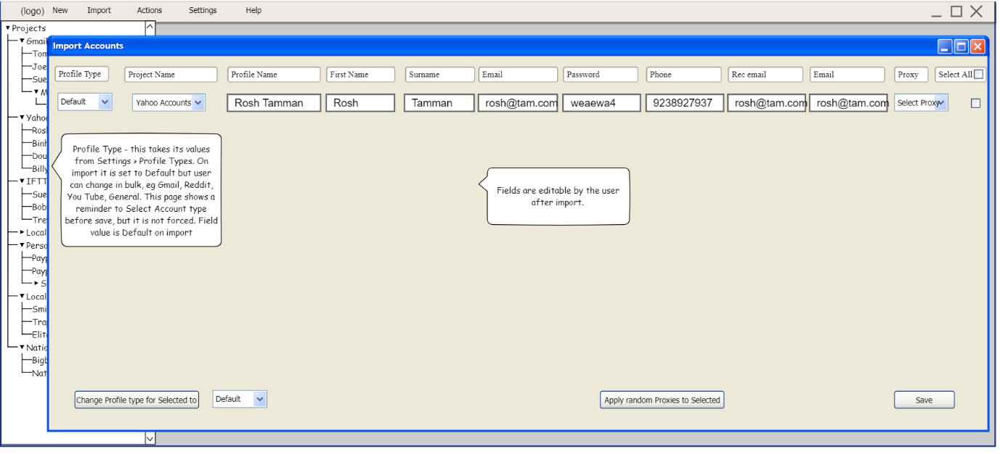 (logo) New Import Actions Settings Help
Projects
Gmail
Import Accounts
Tom
Joe
Sue
M
Profile Type Project Name Profile Name First Name Surname Email Password Phone Rec email Email Proxy Select All
Default Yahoo Accounts Rosh Tamman Rosh Tamman rosh@tam.com weaewa4 9238927937 rosh@tam.com rosh@tam.com Select Proxy
Yahoo
Rosh
Binh
Dou
Billy
IFTT
Sue
Bob
Tre
Local
Perso
Payp
Payp
S
Local
Smi
Tra
Elit
Natio
Bigb
Nat
Profile Type - this takes its values
from Settings > Profile Types. On
import it is set to Default but user
can change in bulk, eg Gmail, Reddit,
You Tube, General. This page shows a
reminder to Select Account type
before save, but it is not forced. Field
value is Default on import
Fields are editable by the user
after import.
Change Profile type for Selected to Default Apply random Proxies to Selected Save